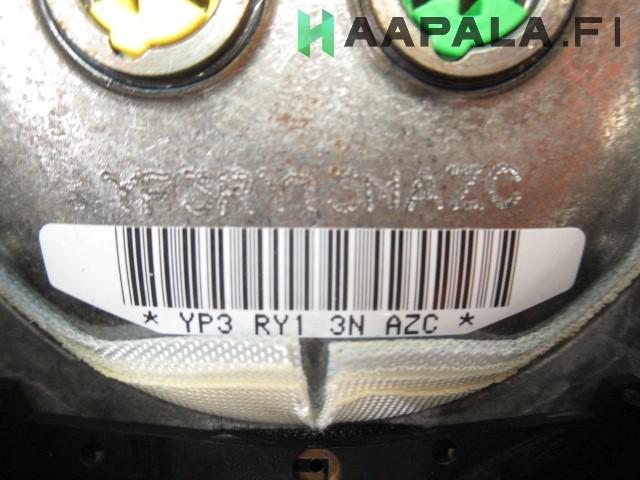 HAAPALA.FI
YP3RY13NAZC
* YP3 RY1 3N AZC *